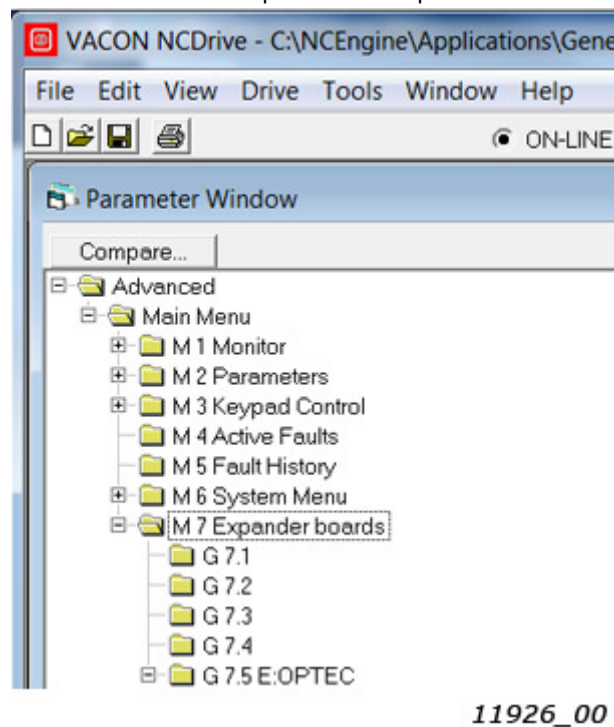 VACON NCDrive - C:\NCEngine\Applications\Gene
File Edit View Drive Tools Window Help
ON-LINE
Parameter Window
Compare...
Advanced
Main Menu
M 1 Monitor
M 2 Parameters
M 3 Keypad Control
M 4 Active Faults
M 5 Fault History
M 6 System Menu
M 7 Expander boards
G 7.1
G 7.2
G 7.3
G 7.4
G 7.5 E:OPTEC
11926_00